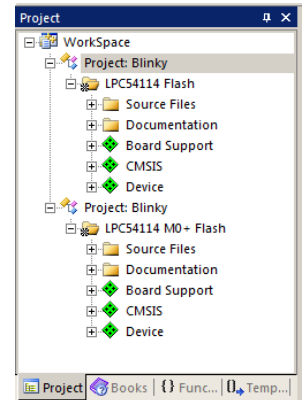 Project
WorkSpace
Project: Blinky
LPC54114 Flash
Source Files
Documentation
Board Support
CMSIS
Device
Project: Blinky
LPC54114 M0+ Flash
Source Files
Documentation
Board Support
CMSIS
Device
Project Books {} Func... 0 Temp...